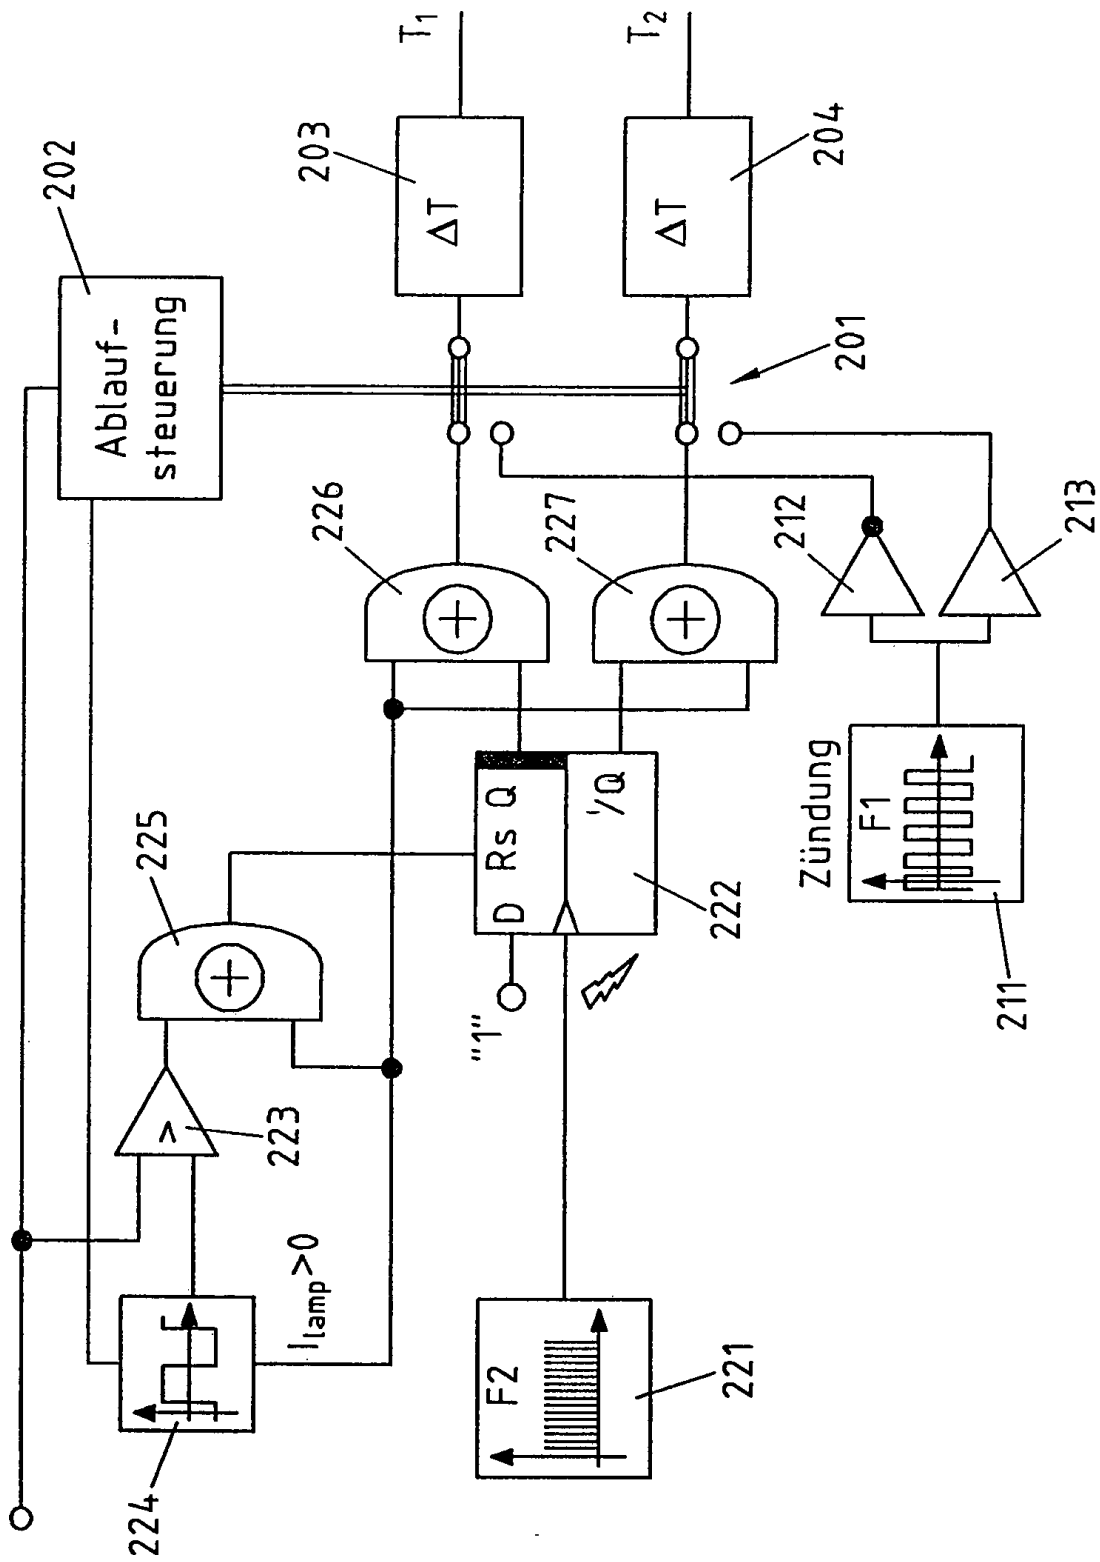 T1
T2
203
204
ΔT
ΔT
202
Ablauf-
steuerung
201
226
227
212
213
225
Rs Q
D
'/Q
222
"1"
Zündung
F1
211
223
Ilamp>0
>
224
F2
221